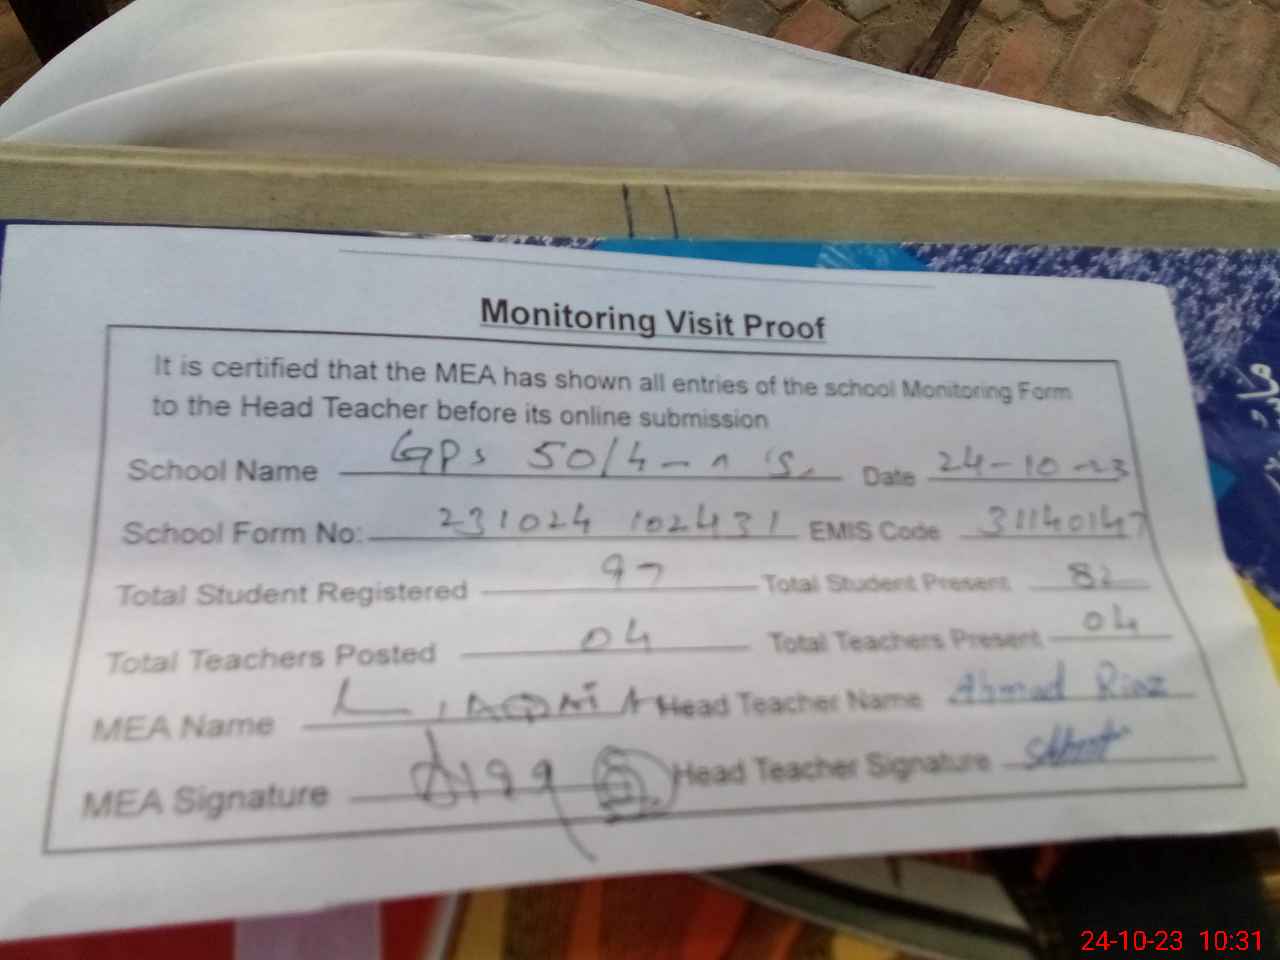 Monitoring Visit Proof
It is certified that the MEA has shown all entries of the school Monitoring Form
to the Head Teacher before its online submission
School Name GPS 50/4- Date 24-10-23
School Form No: 231024 102431 EMIS Code 31140147
Total Student Registered 97 Total Student Present 82
Total Teachers Posted 04 Total Teachers Present 04
MEA Name Head Teacher Name Ahmad Riaz
MEA Signature Head Teacher Signature
24-10-23 10:31